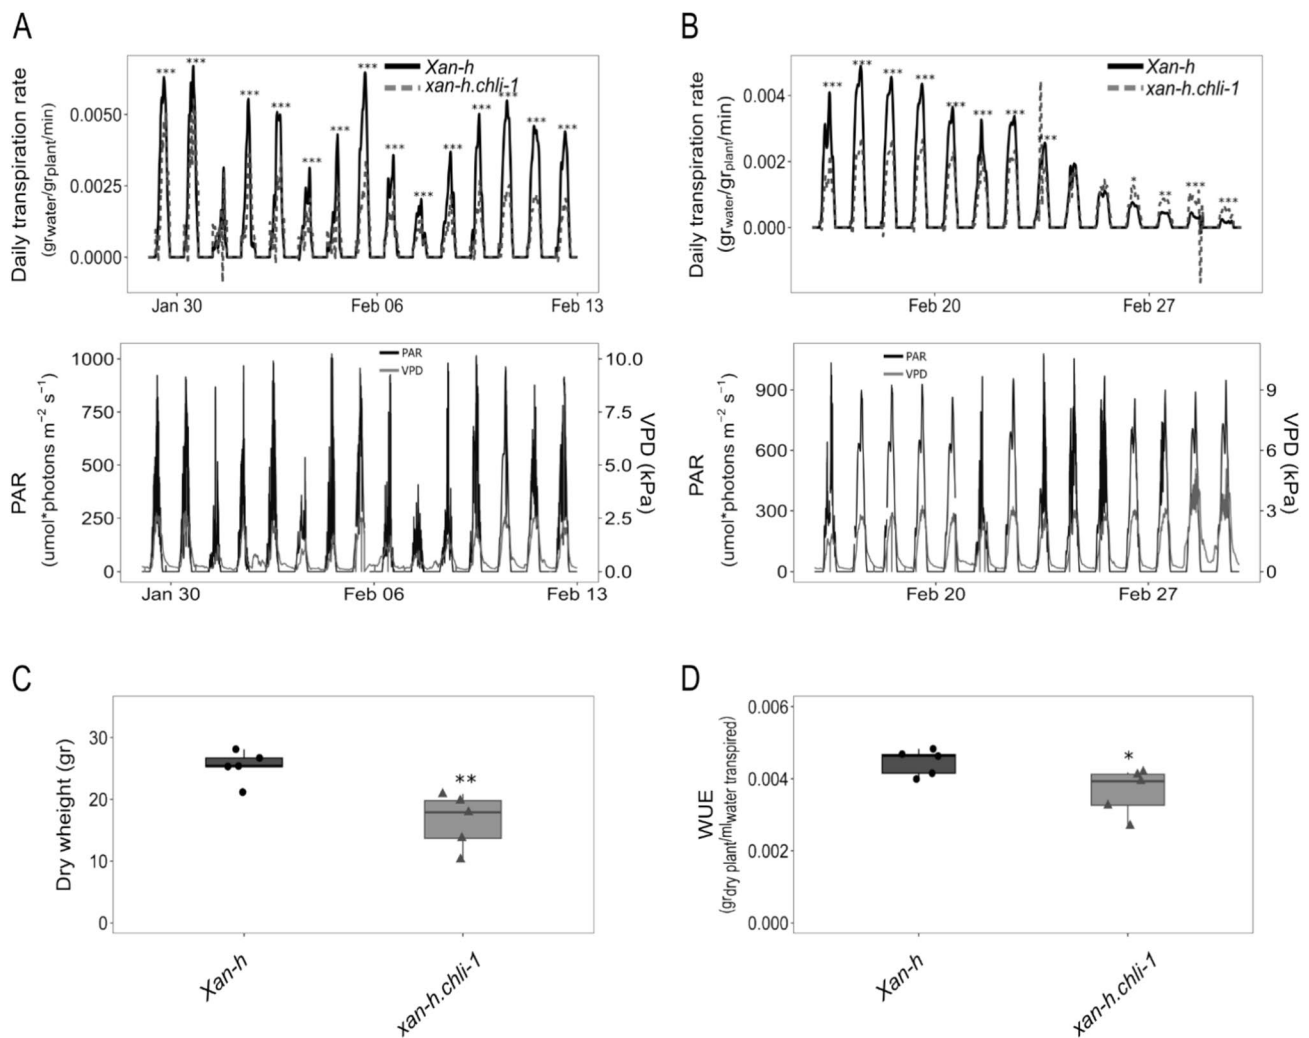 A
Daily transpiration rate
(gr_water/gr_plant/min)
0.0050
0.0025
0.0000
*** *** *** *** *** *** *** *** *** *** *** *** *** ***
Xan-h
xan-h.chli-1
Jan 30 Feb 06 Feb 13
PAR
(umol*photons m⁻² s⁻¹)
1000
750
500
250
0
PAR
VPD
10.0
7.5
5.0
2.5
0.0
VPD (kPa)
Jan 30 Feb 06 Feb 13
B
Daily transpiration rate
(gr_water/gr_plant/min)
0.004
0.002
0.000
*** *** *** *** *** *** *** ** * ** *** ***
Xan-h
xan-h.chli-1
Feb 20 Feb 27
PAR
(umol*photons m⁻² s⁻¹)
900
600
300
0
PAR
VPD
9
6
3
0
VPD (kPa)
Feb 20 Feb 27
C
Dry wheight (gr)
30
20
10
0
**
Xan-h
xan-h.chli-1
D
WUE
(gr_dry plant/ml_water transpired)
0.006
0.004
0.002
0.000
*
Xan-h
xan-h.chli-1